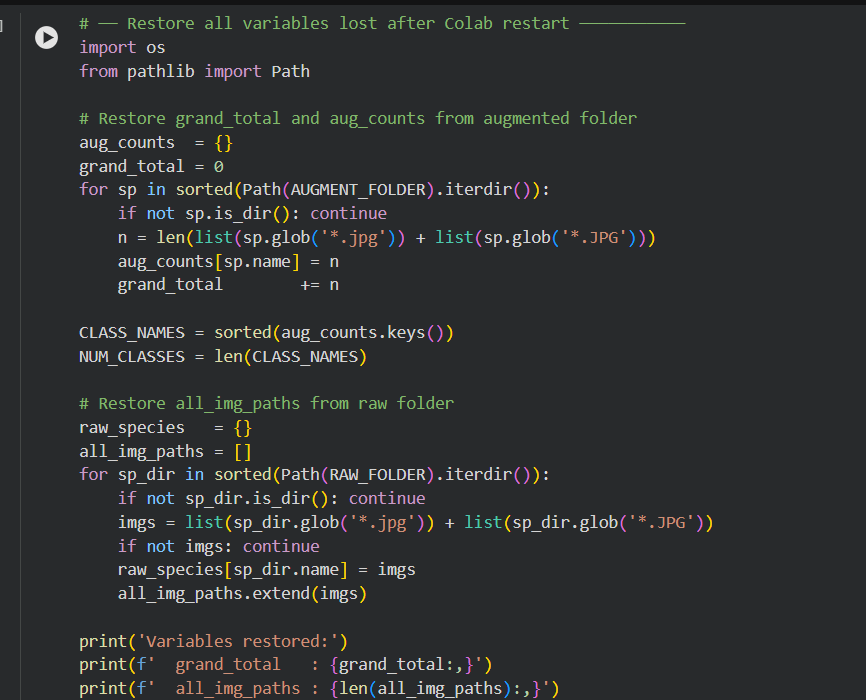 # —— Restore all variables lost after Colab restart ———————————
import os
from pathlib import Path

# Restore grand_total and aug_counts from augmented folder
aug_counts  = {}
grand_total = 0
for sp in sorted(Path(AUGMENT_FOLDER).iterdir()):
    if not sp.is_dir(): continue
    n = len(list(sp.glob('*.jpg')) + list(sp.glob('*.JPG')))
    aug_counts[sp.name] = n
    grand_total        += n

CLASS_NAMES = sorted(aug_counts.keys())
NUM_CLASSES = len(CLASS_NAMES)

# Restore all_img_paths from raw folder
raw_species   = {}
all_img_paths = []
for sp_dir in sorted(Path(RAW_FOLDER).iterdir()):
    if not sp_dir.is_dir(): continue
    imgs = list(sp_dir.glob('*.jpg')) + list(sp_dir.glob('*.JPG'))
    if not imgs: continue
    raw_species[sp_dir.name] = imgs
    all_img_paths.extend(imgs)

print('Variables restored:')
print(f'  grand_total   : {grand_total:,}')
print(f'  all_img_paths : {len(all_img_paths):,}')